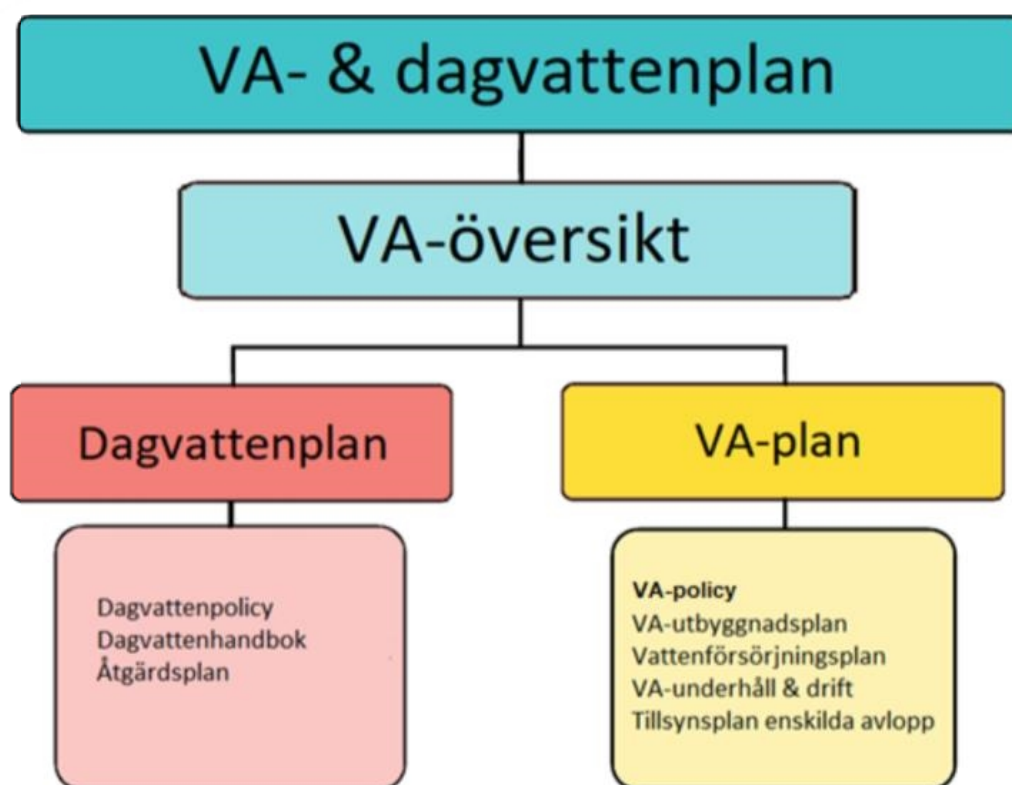 VA- & dagvattenplan
VA-översikt
Dagvattenplan
VA-plan
Dagvattenpolicy
Dagvattenhandbok
Åtgärdsplan
VA-policy
VA-utbyggnadsplan
Vattenförsörjningsplan
VA-underhåll & drift
Tillsynsplan enskilda avlopp